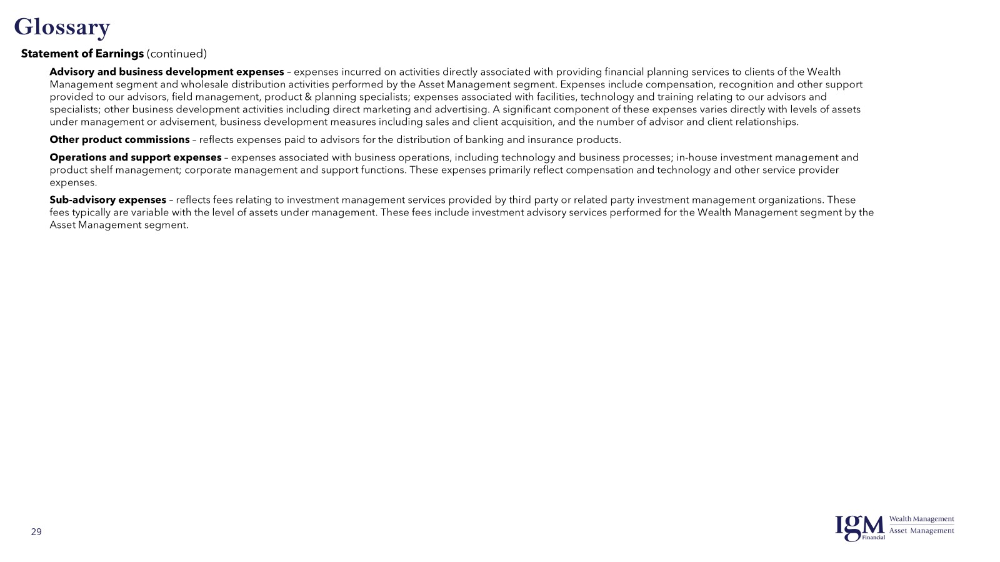 Glossary
Statement of Earnings (continued)
Advisory and business development expenses – expenses incurred on activities directly associated with providing financial planning services to clients of the Wealth
Management segment and wholesale distribution activities performed by the Asset Management segment. Expenses include compensation, recognition and other support
provided to our advisors, field management, product & planning specialists; expenses associated with facilities, technology and training relating to our advisors and
specialists; other business development activities including direct marketing and advertising. A significant component of these expenses varies directly with levels of assets
under management or advisement, business development measures including sales and client acquisition, and the number of advisor and client relationships.
Other product commissions – reflects expenses paid to advisors for the distribution of banking and insurance products.
Operations and support expenses – expenses associated with business operations, including technology and business processes; in-house investment management and
product shelf management; corporate management and support functions. These expenses primarily reflect compensation and technology and other service provider
expenses.
Sub-advisory expenses – reflects fees relating to investment management services provided by third party or related party investment management organizations. These
fees typically are variable with the level of assets under management. These fees include investment advisory services performed for the Wealth Management segment by the
Asset Management segment.
29
IgM Financial
Wealth Management
Asset Management